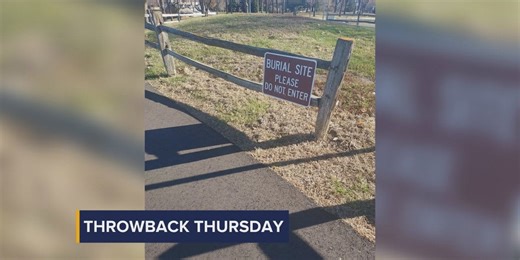 BURIAL SITE
PLEASE
DO NOT ENTER
THROWBACK THURSDAY